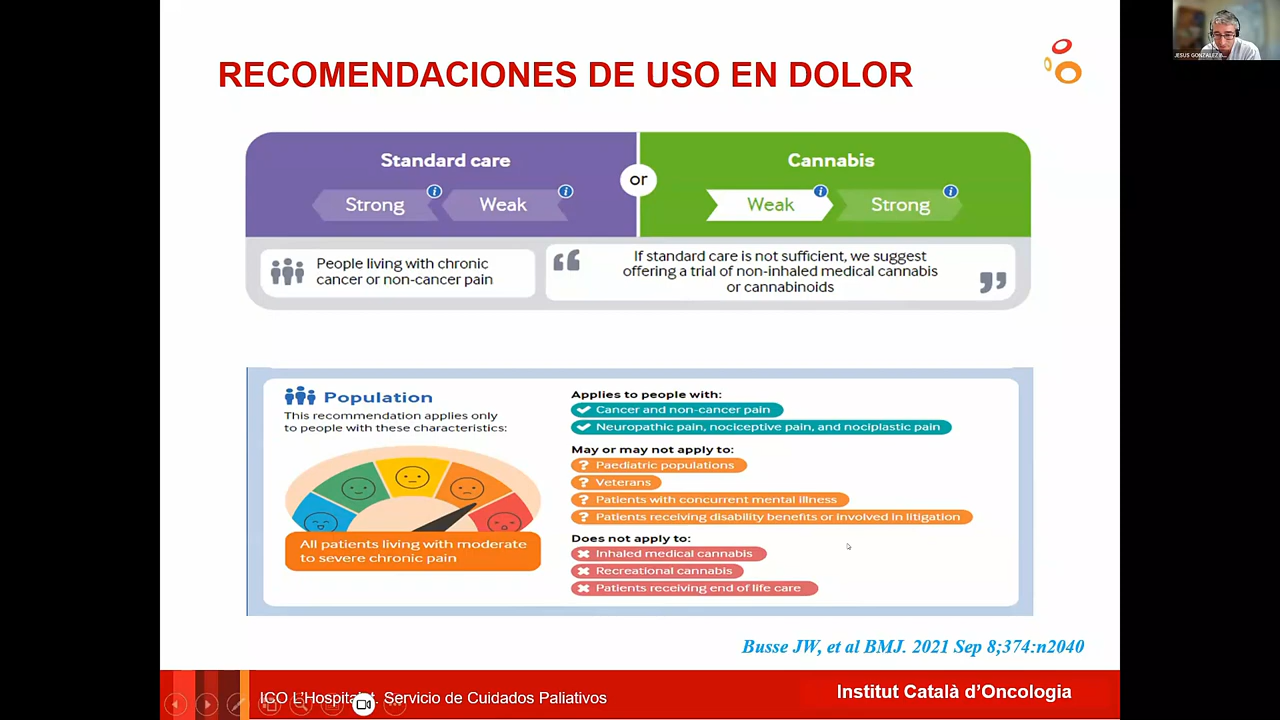 JESUS GONZALEZ B...
RECOMENDACIONES DE USO EN DOLOR
Standard care
or
Cannabis
Strong
Weak
Weak
Strong
People living with chronic
cancer or non-cancer pain
If standard care is not sufficient, we suggest
offering a trial of non-inhaled medical cannabis
or cannabinoids
Population
This recommendation applies only
to people with these characteristics:
All patients living with moderate
to severe chronic pain
Applies to people with:
Cancer and non-cancer pain
Neuropathic pain, nociceptive pain, and nociplastic pain
May or may not apply to:
Paediatric populations
Veterans
Patients with concurrent mental illness
Patients receiving disability benefits or involved in litigation
Does not apply to:
Inhaled medical cannabis
Recreational cannabis
Patients receiving end of life care
Busse JW, et al BMJ. 2021 Sep 8;374:n2040
ICO L'Hospitalet. Servicio de Cuidados Paliativos
Institut Català d'Oncologia